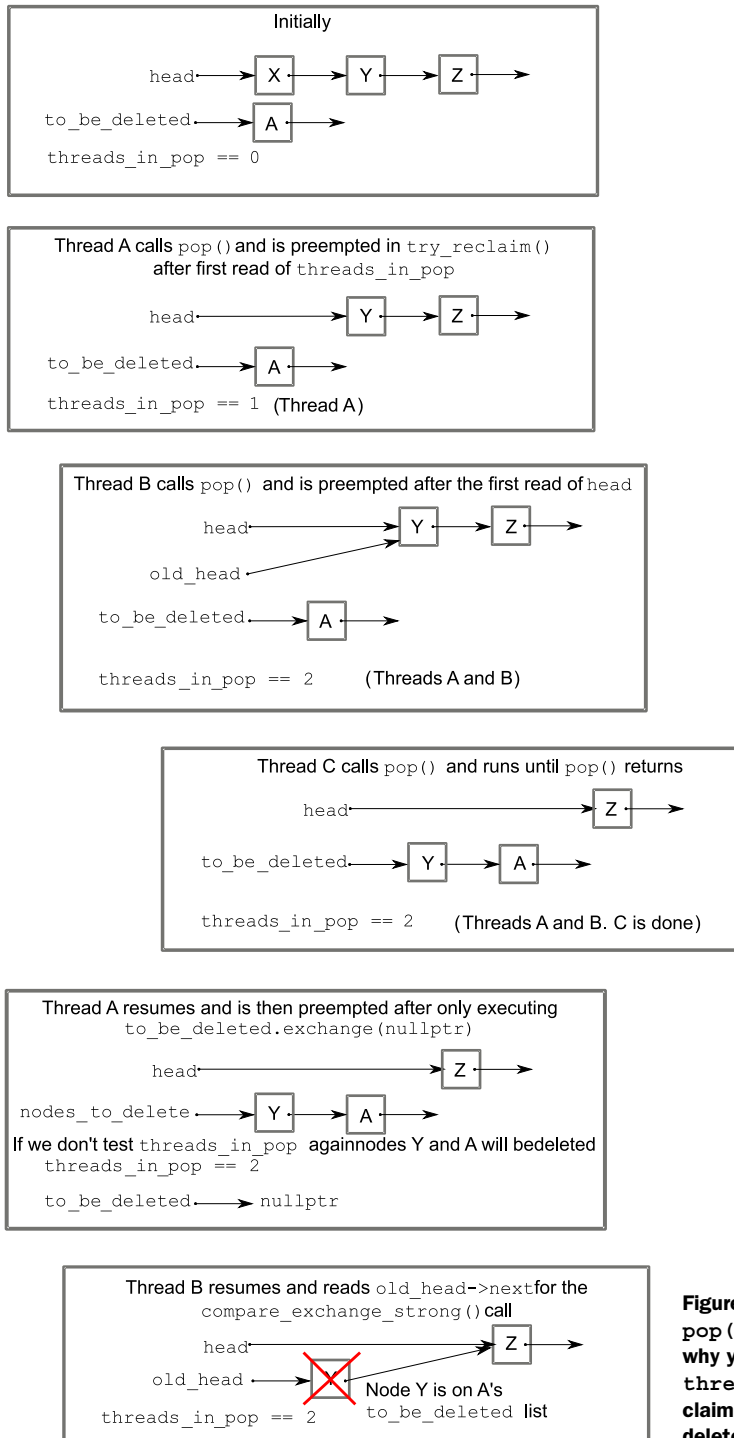 Initially
head X Y Z
to_be_deleted A
threads_in_pop == 0
Thread A calls pop() and is preempted in try_reclaim()
after first read of threads_in_pop
head Y Z
to_be_deleted A
threads_in_pop == 1 (Thread A)
Thread B calls pop() and is preempted after the first read of head
head Y Z
old_head
to_be_deleted A
threads_in_pop == 2 (Threads A and B)
Thread C calls pop() and runs until pop() returns
head Z
to_be_deleted Y A
threads_in_pop == 2 (Threads A and B. C is done)
Thread A resumes and is then preempted after only executing
to_be_deleted.exchange(nullptr)
head Z
nodes_to_delete Y A
If we don't test threads_in_pop againnodes Y and A will bedeleted
threads_in_pop == 2
to_be_deleted nullptr
Thread B resumes and reads old_head->nextfor the
compare_exchange_strong() call
head Z
old_head Y
Node Y is on A's
threads_in_pop == 2 to_be_deleted list
Figure
pop(
why y
thre
claim
delete